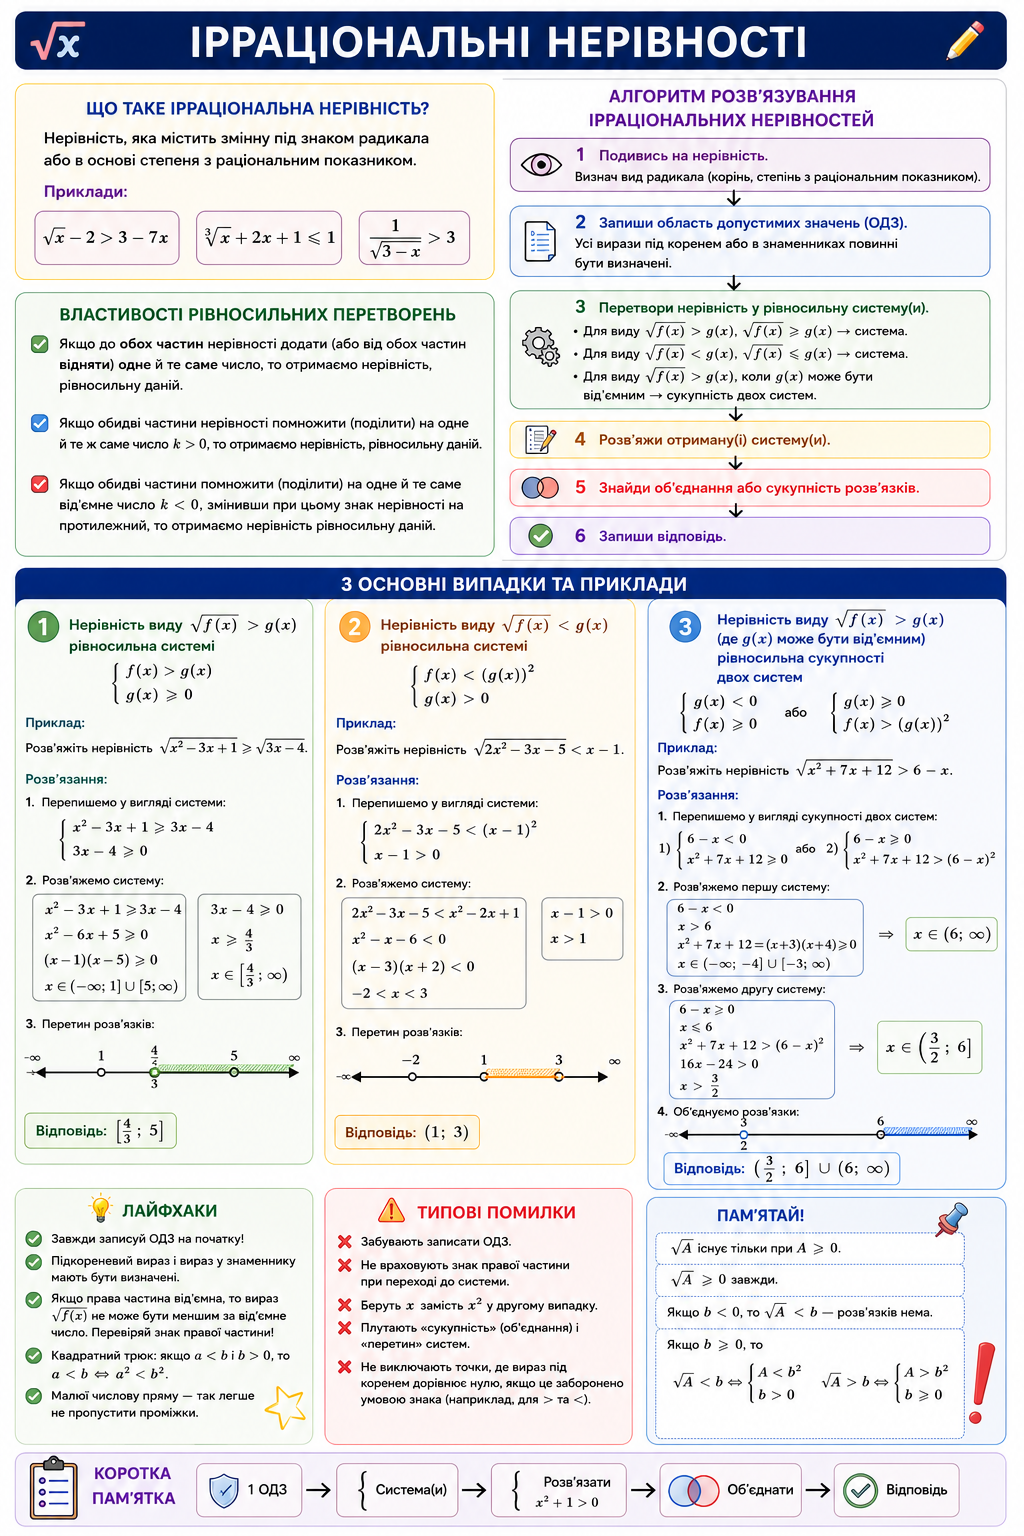 √x ІРРАЦІОНАЛЬНІ НЕРІВНОСТІ
ЩО ТАКЕ ІРРАЦІОНАЛЬНА НЕРІВНІСТЬ?
Нерівність, яка містить змінну під знаком радикала
або в основі степеня з раціональним показником.
Приклади:
√x − 2 > 3 − 7x
∛x + 2x + 1 ⩽ 1
1/√(3 − x) > 3
ВЛАСТИВОСТІ РІВНОСИЛЬНИХ ПЕРЕТВОРЕНЬ
Якщо до обох частин нерівності додати (або від обох частин
відняти) одне й те саме число, то отримаємо нерівність,
рівносильну даній.
Якщо обидві частини нерівності помножити (поділити) на одне
й те ж саме число k > 0, то отримаємо нерівність, рівносильну даній.
Якщо обидві частини помножити (поділити) на одне й те саме
від'ємне число k < 0, змінивши при цьому знак нерівності на
протилежний, то отримаємо нерівність рівносильну даній.
АЛГОРИТМ РОЗВ'ЯЗУВАННЯ
ІРРАЦІОНАЛЬНИХ НЕРІВНОСТЕЙ
1 Подивись на нерівність.
Визнач вид радикала (корінь, степінь з раціональним показником).
2 Запиши область допустимих значень (ОДЗ).
Усі вирази під коренем або в знаменниках повинні
бути визначені.
3 Перетвори нерівність у рівносильну систему(и).
• Для виду √f(x) > g(x), √f(x) ⩾ g(x) → система.
• Для виду √f(x) < g(x), √f(x) ⩽ g(x) → система.
• Для виду √f(x) > g(x), коли g(x) може бути
від'ємним → сукупність двох систем.
4 Розв'яжи отриману(і) систему(и).
5 Знайди об'єднання або сукупність розв'язків.
6 Запиши відповідь.
3 ОСНОВНІ ВИПАДКИ ТА ПРИКЛАДИ
1 Нерівність виду √f(x) > g(x)
рівносильна системі
{ f(x) > g(x)
g(x) ⩾ 0
Приклад:
Розв'яжіть нерівність √(x² − 3x + 1) ⩾ √(3x − 4).
Розв'язання:
1. Перепишемо у вигляді системи:
{ x² − 3x + 1 ⩾ 3x − 4
3x − 4 ⩾ 0
2. Розв'яжемо систему:
x² − 3x + 1 ⩾ 3x − 4
x² − 6x + 5 ⩾ 0
(x − 1)(x − 5) ⩾ 0
x ∈ (−∞; 1] ∪ [5; ∞)
3x − 4 ⩾ 0
x ⩾ 4/3
x ∈ [4/3 ; ∞)
3. Перетин розв'язків:
−∞ 1 4/3 5 ∞
3
Відповідь: [4/3 ; 5]
2 Нерівність виду √f(x) < g(x)
рівносильна системі
{ f(x) < (g(x))²
g(x) > 0
Приклад:
Розв'яжіть нерівність √(2x² − 3x − 5) < x − 1.
Розв'язання:
1. Перепишемо у вигляді системи:
{ 2x² − 3x − 5 < (x − 1)²
x − 1 > 0
2. Розв'яжемо систему:
2x² − 3x − 5 < x² − 2x + 1
x² − x − 6 < 0
(x − 3)(x + 2) < 0
−2 < x < 3
x − 1 > 0
x > 1
3. Перетин розв'язків:
−∞ −2 1 3 ∞
Відповідь: (1; 3)
3 Нерівність виду √f(x) > g(x)
(де g(x) може бути від'ємним)
рівносильна сукупності
двох систем
{ g(x) < 0 або { g(x) ⩾ 0
f(x) ⩾ 0 f(x) > (g(x))²
Приклад:
Розв'яжіть нерівність √(x² + 7x + 12) > 6 − x.
Розв'язання:
1. Перепишемо у вигляді сукупності двох систем:
1) { 6 − x < 0 або 2) { 6 − x ⩾ 0
x² + 7x + 12 ⩾ 0 x² + 7x + 12 > (6 − x)²
2. Розв'яжемо першу систему:
6 − x < 0
x > 6
x² + 7x + 12 = (x+3)(x+4) ⩾ 0
x ∈ (−∞; −4] ∪ [−3; ∞)
⇒ x ∈ (6; ∞)
3. Розв'яжемо другу систему:
6 − x ⩾ 0
x ⩽ 6
x² + 7x + 12 > (6 − x)²
16x − 24 > 0
x > 3/2
⇒ x ∈ (3/2 ; 6]
4. Об'єднуємо розв'язки:
−∞ 3/2 6 ∞
Відповідь: (3/2 ; 6] ∪ (6; ∞)
ЛАЙФХАКИ
Завжди записуй ОДЗ на початку!
Підкореневий вираз і вираз у знаменнику
мають бути визначені.
Якщо права частина від'ємна, то вираз
√f(x) не може бути меншим за від'ємне
число. Перевіряй знак правої частини!
Квадратний трюк: якщо a < b і b > 0, то
a < b ⇔ a² < b².
Малюї числову пряму — так легше
не пропустити проміжки.
ТИПОВІ ПОМИЛКИ
Забувають записати ОДЗ.
Не враховують знак правої частини
при переході до системи.
Беруть x замість x² у другому випадку.
Плутають «сукупність» (об'єднання) і
«перетин» систем.
Не виключають точки, де вираз під
коренем дорівнює нулю, якщо це заборонено
умовою знака (наприклад, для > та <).
ПАМ'ЯТАЙ!
√A існує тільки при A ⩾ 0.
√A ⩾ 0 завжди.
Якщо b < 0, то √A < b — розв'язків нема.
Якщо b ⩾ 0, то
√A < b ⇔ { A < b² √A > b ⇔ { A > b²
b > 0 b ⩾ 0
КОРОТКА
ПАМ'ЯТКА
1 ОДЗ → { Система(и) → { Розв'язати → Об'єднати → Відповідь
x² + 1 > 0